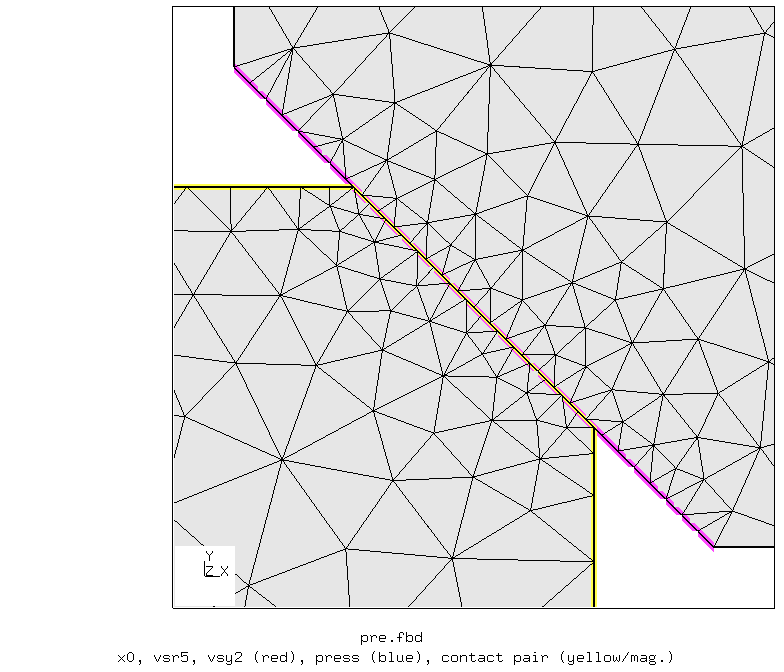 Y
Z X
pre.fbd
x0, vsr5, vsy2 (red), press (blue), contact pair (yellow/mag.)